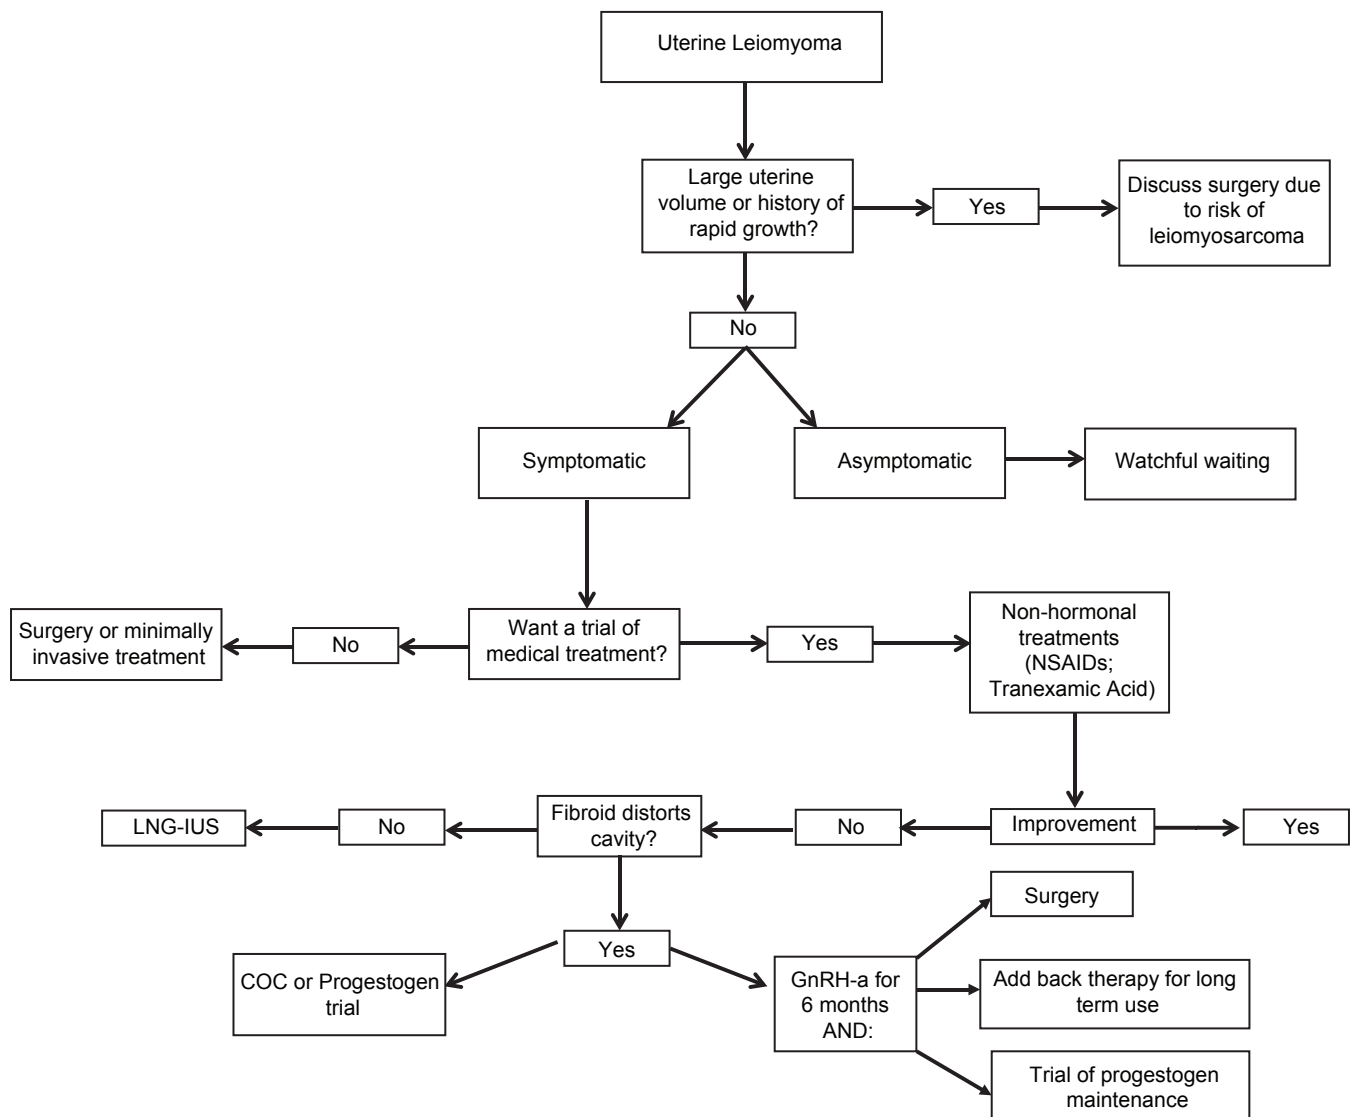 Uterine Leiomyoma
Large uterine
volume or history of
rapid growth?
Yes
Discuss surgery due
to risk of
leiomyosarcoma
No
Symptomatic
Asymptomatic
Watchful waiting
Surgery or minimally
invasive treatment
No
Want a trial of
medical treatment?
Yes
Non-hormonal
treatments
(NSAIDs;
Tranexamic Acid)
LNG-IUS
No
Fibroid distorts
cavity?
No
Improvement
Yes
Surgery
Yes
COC or Progestogen
trial
GnRH-a for
6 months
AND:
Add back therapy for long
term use
Trial of progestogen
maintenance